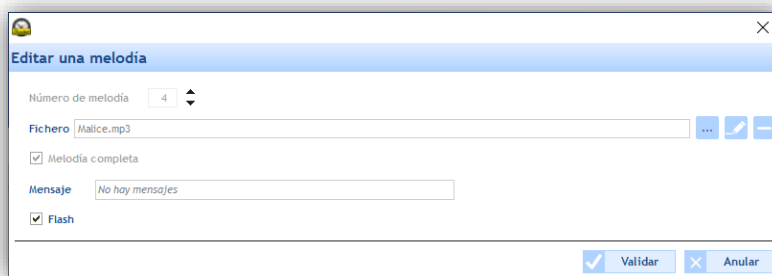 Editar una melodía
Número de melodía 4
Fichero Malice.mp3 ...
Melodía completa
Mensaje No hay mensajes
Flash
Validar Anular